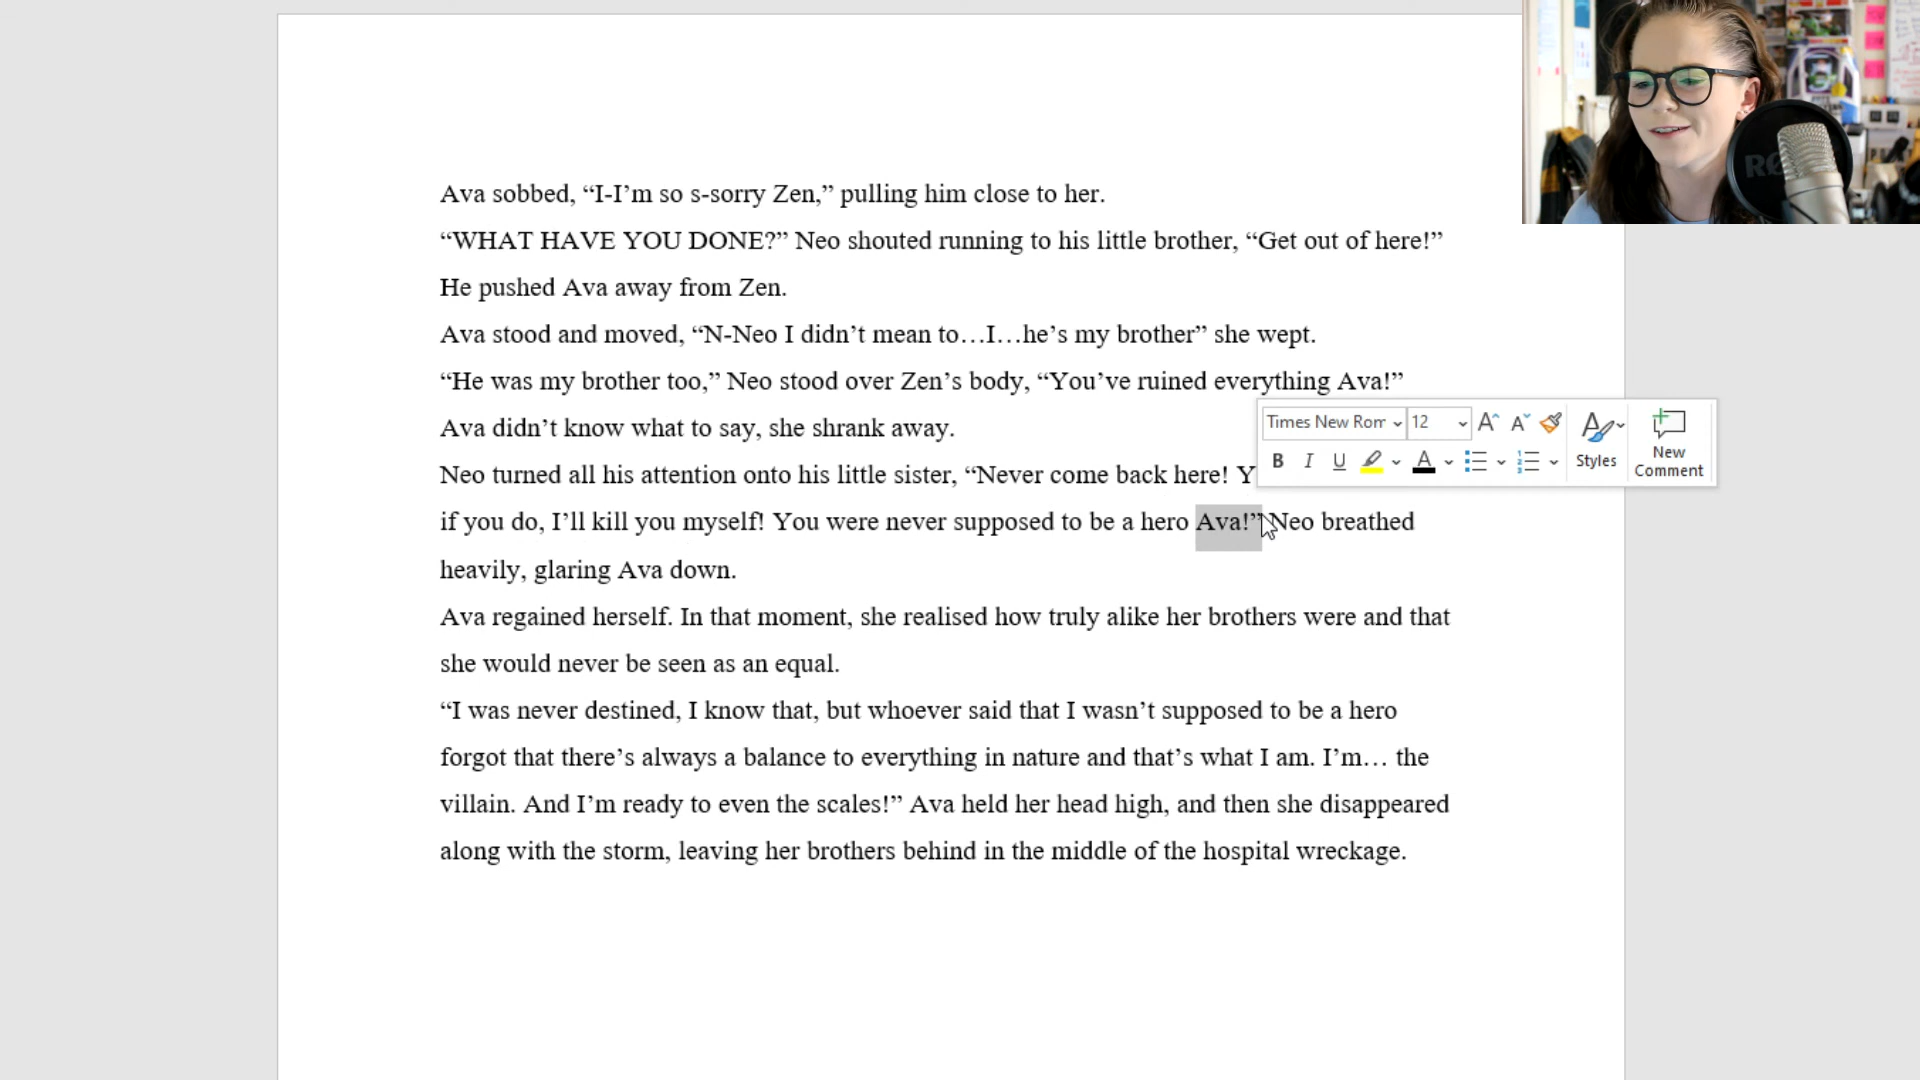 Ava sobbed, “I-I’m so s-sorry Zen,” pulling him close to her.
“WHAT HAVE YOU DONE?” Neo shouted running to his little brother, “Get out of here!”
He pushed Ava away from Zen.
Ava stood and moved, “N-Neo I didn’t mean to…I…he’s my brother” she wept.
“He was my brother too,” Neo stood over Zen’s body, “You’ve ruined everything Ava!”
Ava didn’t know what to say, she shrank away.
Neo turned all his attention onto his little sister, “Never come back here! Y
if you do, I’ll kill you myself! You were never supposed to be a hero Ava!” Neo breathed
heavily, glaring Ava down.
Ava regained herself. In that moment, she realised how truly alike her brothers were and that
she would never be seen as an equal.
“I was never destined, I know that, but whoever said that I wasn’t supposed to be a hero
forgot that there’s always a balance to everything in nature and that’s what I am. I’m… the
villain. And I’m ready to even the scales!” Ava held her head high, and then she disappeared
along with the storm, leaving her brothers behind in the middle of the hospital wreckage.
Times New Rom 12
B I U A
Styles
New
Comment
RØ